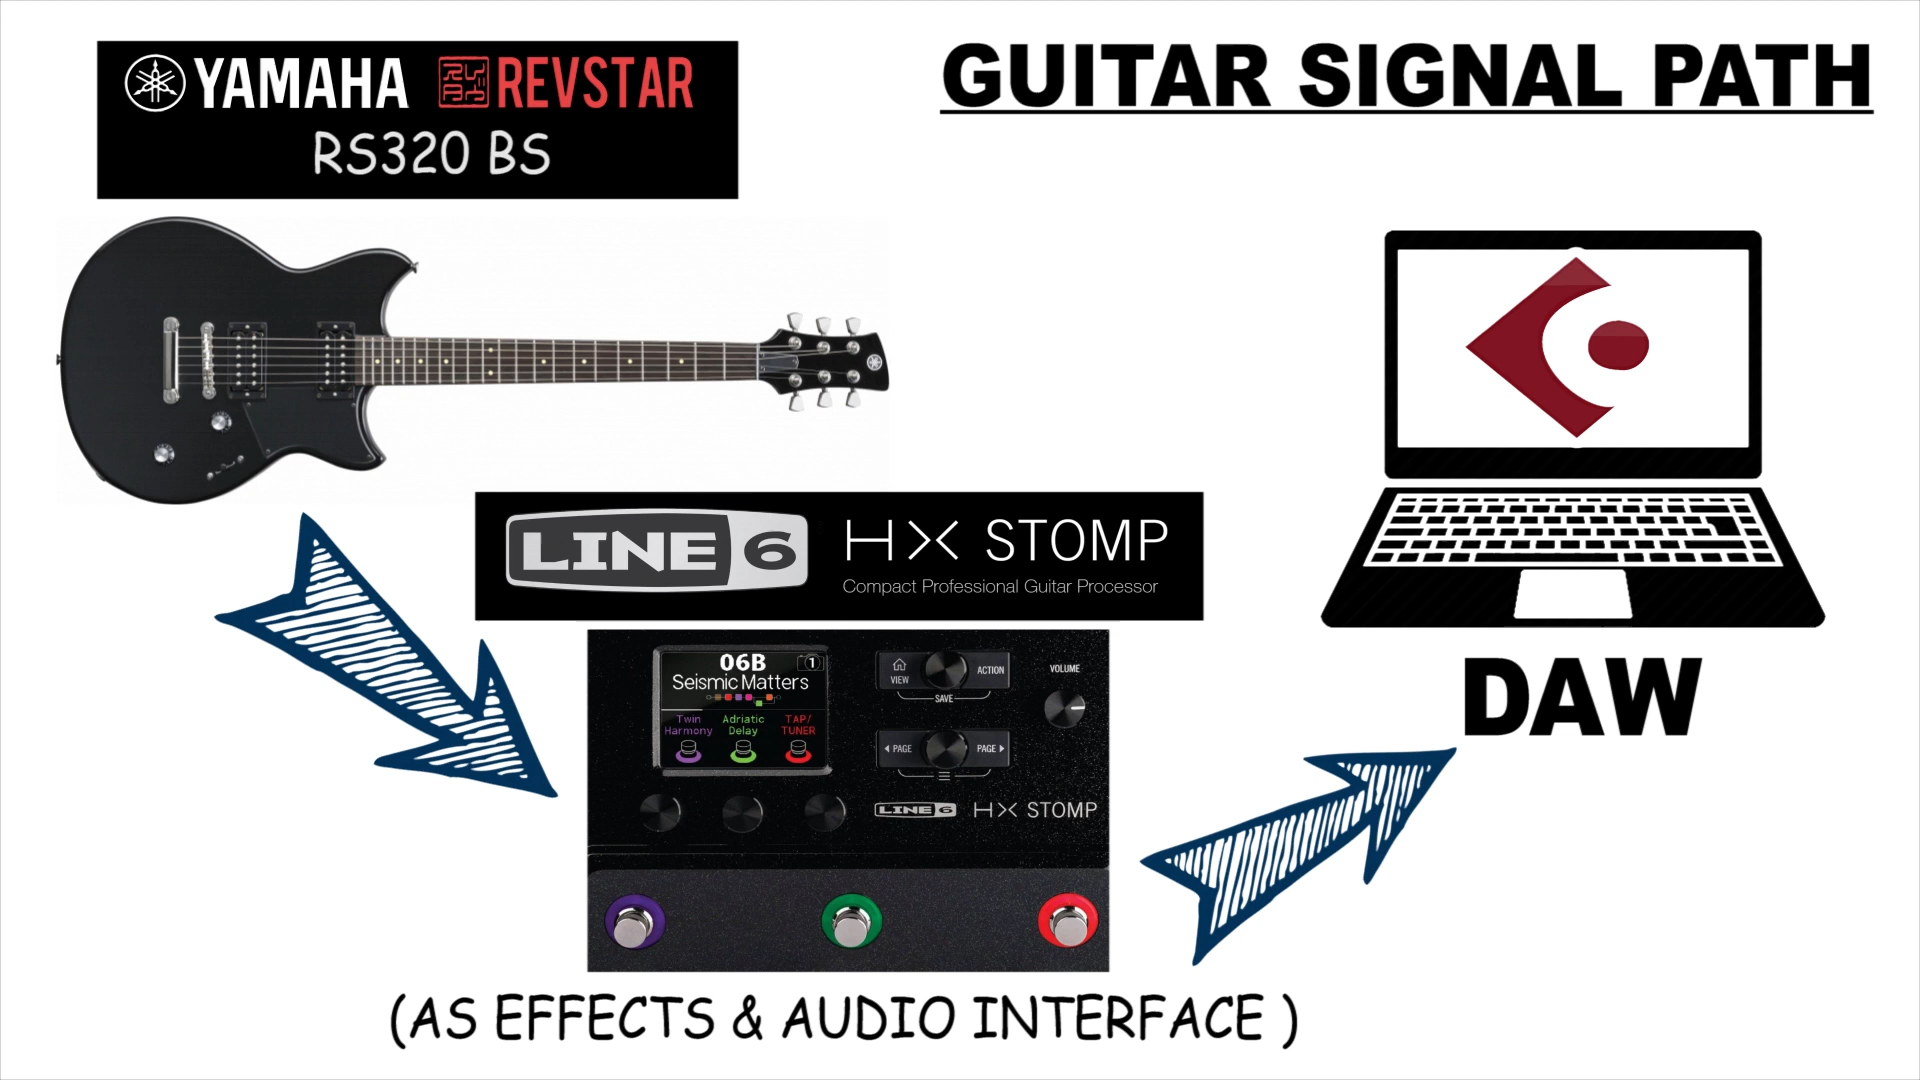 GUITAR SIGNAL PATH
YAMAHA REVSTAR
RS320 BS
LINE 6 HX STOMP
Compact Professional Guitar Processor
06B 1
Seismic Matters
Twin Harmony
Adriatic Delay
TAP/ TUNER
VIEW
ACTION
SAVE
VOLUME
PAGE
PAGE
LINE 6 HX STOMP
DAW
(AS EFFECTS & AUDIO INTERFACE )